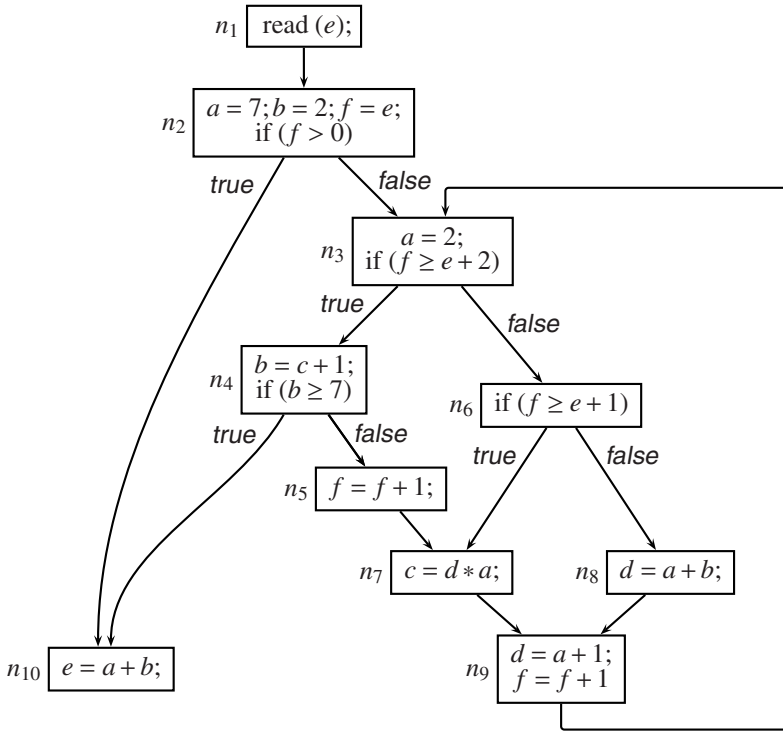 n1 read (e);
n2 a = 7; b = 2; f = e;
if (f > 0)
true
false
n3 a = 2;
if (f ≥ e + 2)
true
false
n4 b = c + 1;
if (b ≥ 7)
n6 if (f ≥ e + 1)
true
false
true
false
n5 f = f + 1;
n7 c = d * a;
n8 d = a + b;
n10 e = a + b;
n9 d = a + 1;
f = f + 1